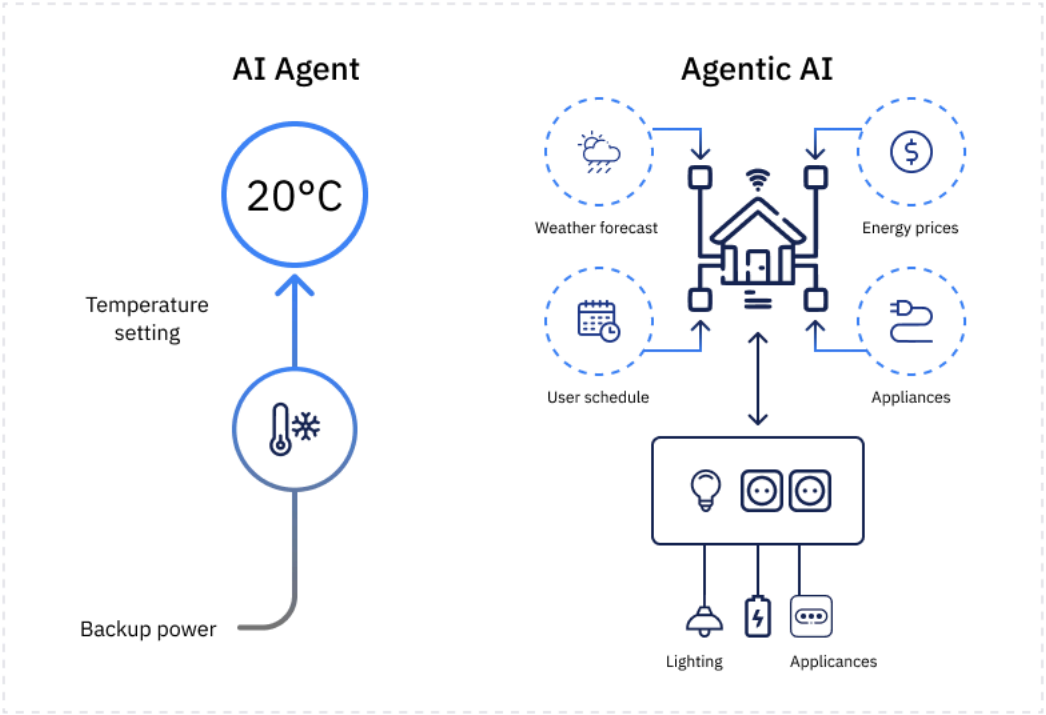 AI Agent
20°C
Temperature
setting
Backup power
Agentic AI
Weather forecast
Energy prices
User schedule
Appliances
Lighting
Applicances